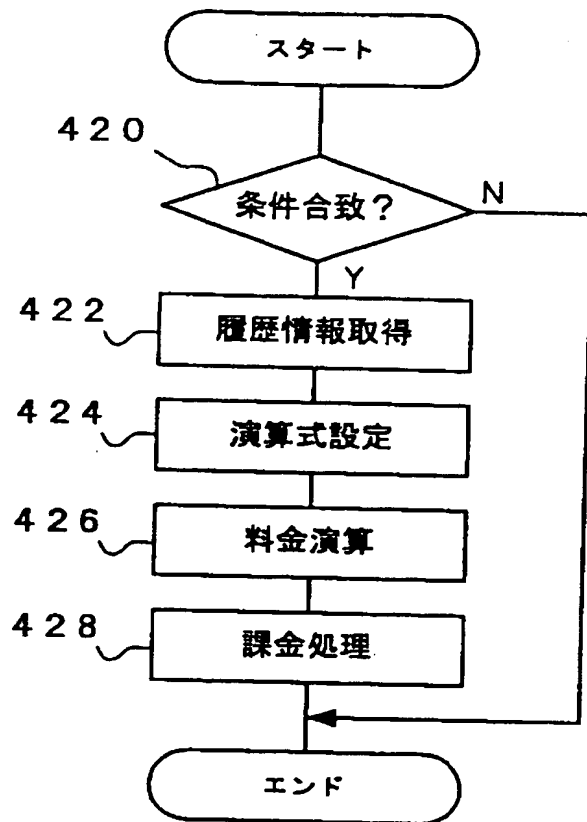 スタート
420
条件合致?
N
Y
422
履歴情報取得
424
演算式設定
426
料金演算
428
課金処理
エンド